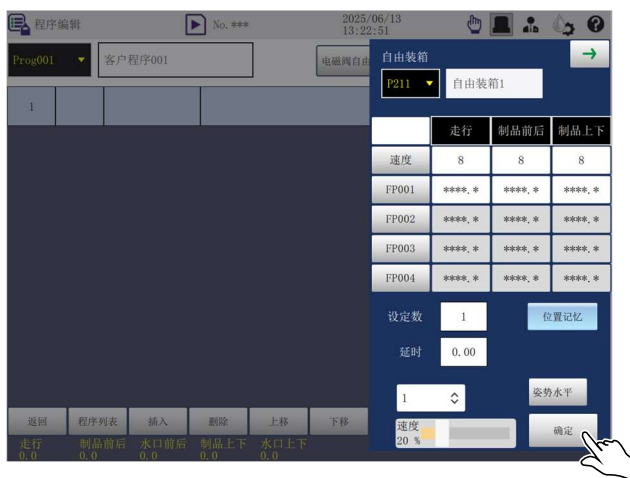 程序编辑 No. *** 2025/06/13
13:22:51
Prog001 客户程序001 电磁阀自由
自由装箱
P211 自由装箱1
1
走行 制品前后 制品上下
速度 8 8 8
FP001 ****.* ****.* ****.*
FP002 ****.* ****.* ****.*
FP003 ****.* ****.* ****.*
FP004 ****.* ****.* ****.*
设定数 1 位置记忆
延时 0.00
1 姿势水平
返回 程序列表 插入 删除 上移 下移 速度 确定
20 %
走行 制品前后 水口前后 制品上下 水口上下
0.0 0.0 0.0 0.0 0.0